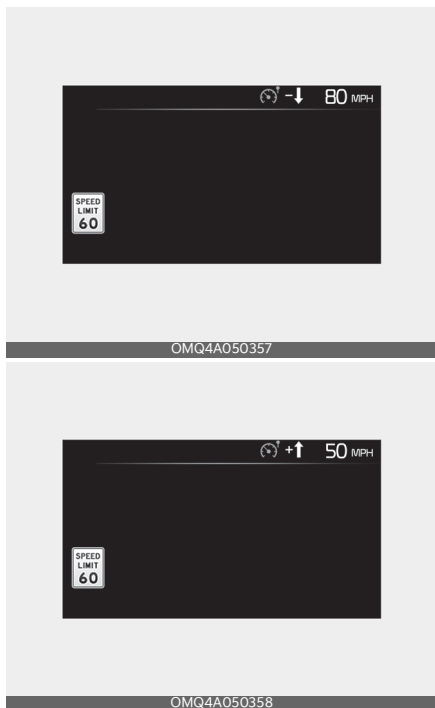 - 80 MPH
SPEED
LIMIT
60
OMQ4A050357
+ 50 MPH
SPEED
LIMIT
60
OMQ4A050358